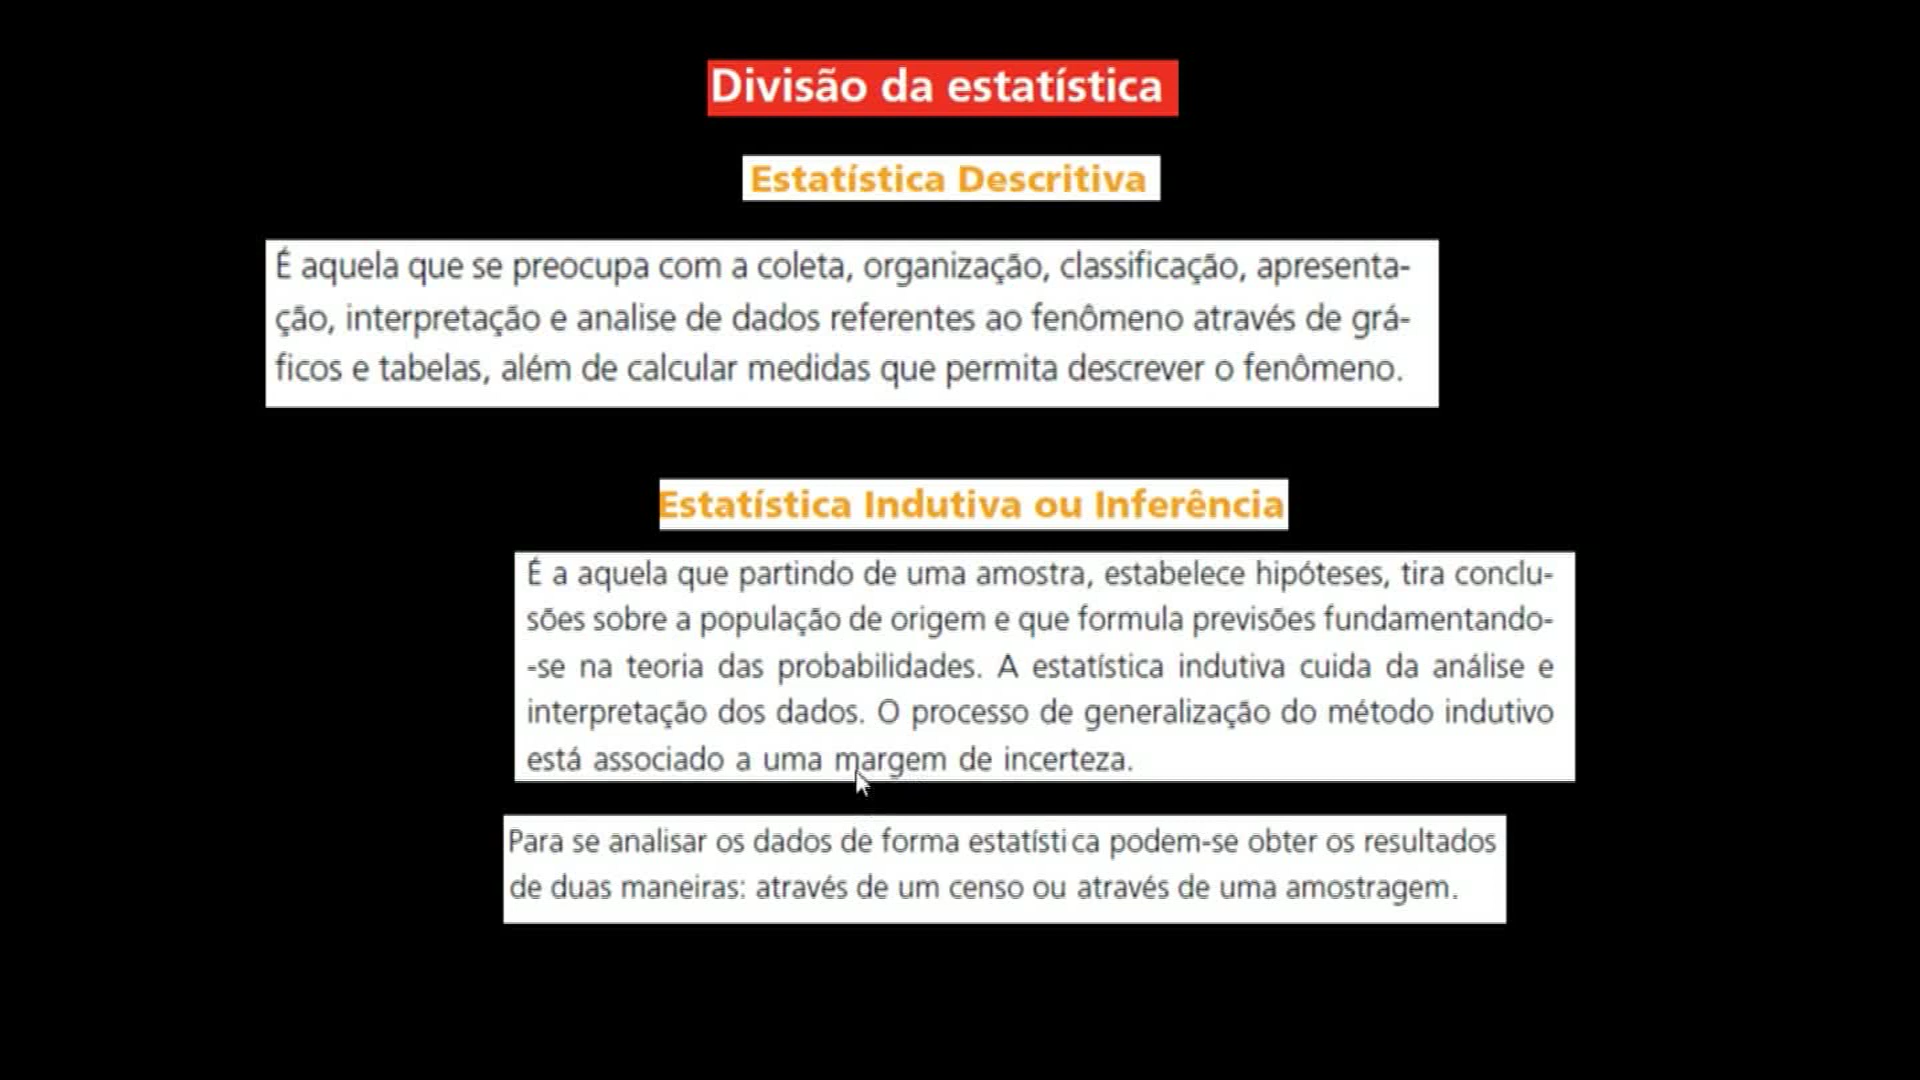 Divisão da estatística
Estatística Descritiva
É aquela que se preocupa com a coleta, organização, classificação, apresenta-
ção, interpretação e analise de dados referentes ao fenômeno através de grá-
ficos e tabelas, além de calcular medidas que permita descrever o fenômeno.
Estatística Indutiva ou Inferência
É a aquela que partindo de uma amostra, estabelece hipóteses, tira conclu-
sões sobre a população de origem e que formula previsões fundamentando-
-se na teoria das probabilidades. A estatística indutiva cuida da análise e
interpretação dos dados. O processo de generalização do método indutivo
está associado a uma margem de incerteza.
Para se analisar os dados de forma estatística podem-se obter os resultados
de duas maneiras: através de um censo ou através de uma amostragem.